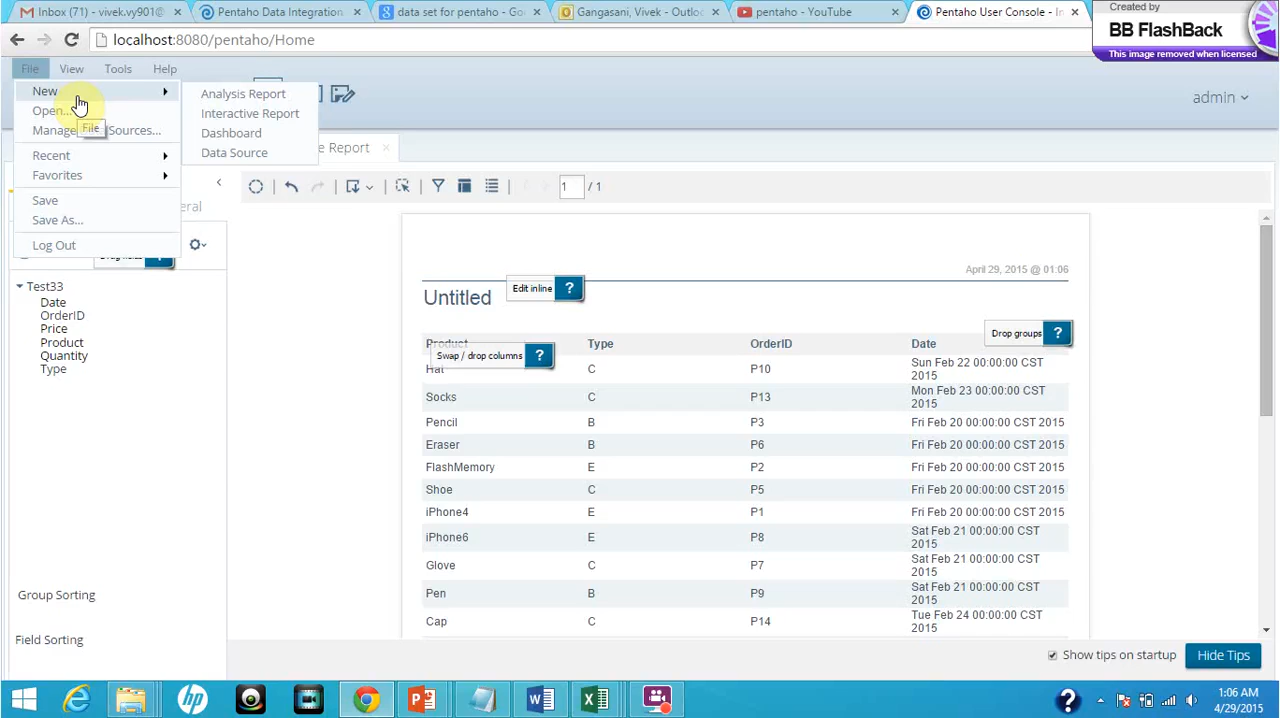 Inbox (71) - vivek.vy901@
Pentaho Data Integration
data set for pentaho - Go
Gangasani, Vivek - Outlo
pentaho - YouTube
Pentaho User Console - In
Created by
BB FlashBack
This image removed when licensed
localhost:8080/pentaho/Home
File
View
Tools
Help
New
Open...
File
Manage
Sources...
Recent
Favorites
Save
Save As...
Log Out
Analysis Report
Interactive Report
Dashboard
Data Source
Report
admin
1 / 1
Test33
Date
OrderID
Price
Product
Quantity
Type
Group Sorting
Field Sorting
April 29, 2015 @ 01:06
Untitled
Edit inline ?
Drop groups ?
Swap / drop columns ?
Product Type OrderID Date
Hat C P10 Sun Feb 22 00:00:00 CST
2015
Socks C P13 Mon Feb 23 00:00:00 CST
2015
Pencil B P3 Fri Feb 20 00:00:00 CST 2015
Eraser B P6 Fri Feb 20 00:00:00 CST 2015
FlashMemory E P2 Fri Feb 20 00:00:00 CST 2015
Shoe C P5 Fri Feb 20 00:00:00 CST 2015
iPhone4 E P1 Fri Feb 20 00:00:00 CST 2015
iPhone6 E P8 Sat Feb 21 00:00:00 CST
2015
Glove C P7 Sat Feb 21 00:00:00 CST
2015
Pen B P9 Sat Feb 21 00:00:00 CST
2015
Cap C P14 Tue Feb 24 00:00:00 CST
2015
Show tips on startup
Hide Tips
1:06 AM
4/29/2015